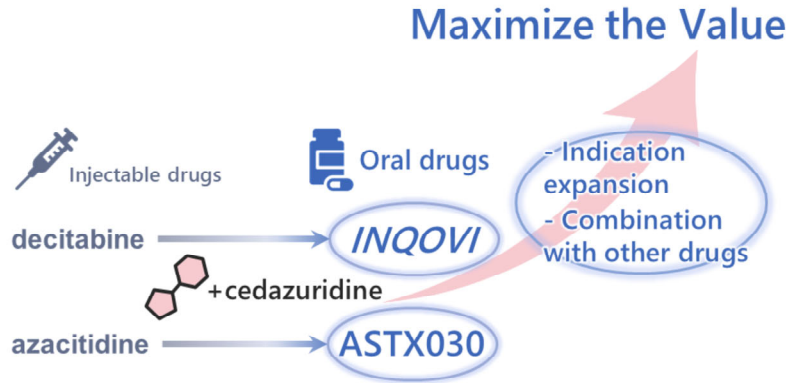 Maximize the Value
Injectable drugs
Oral drugs
- Indication
expansion
- Combination
with other drugs
decitabine
INQOVI
+cedazuridine
azacitidine
ASTX030